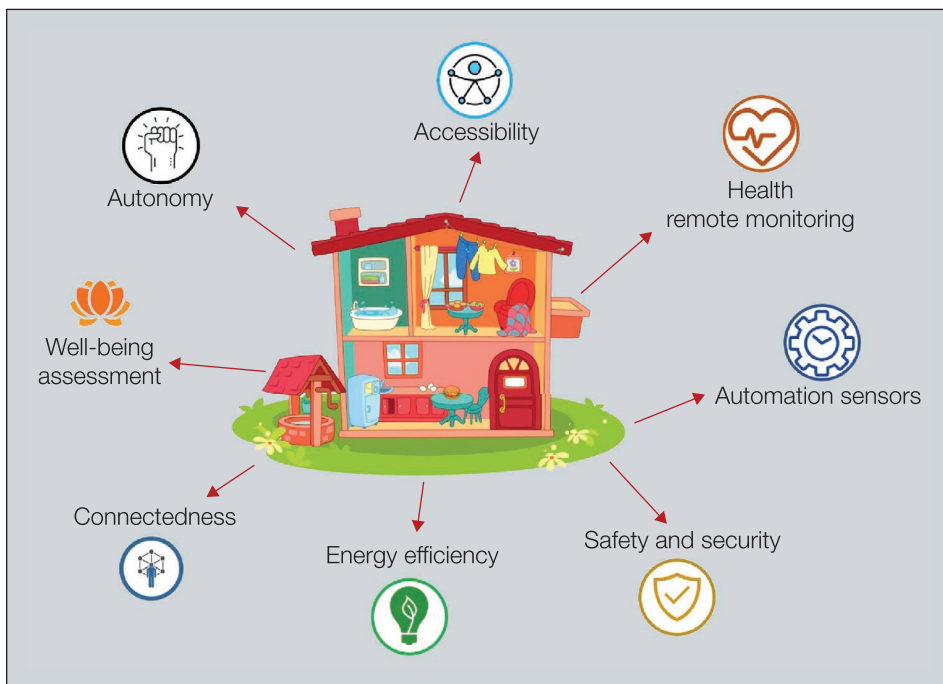 Accessibility
Autonomy
Health
remote monitoring
Well-being
assessment
Automation sensors
Connectedness
Energy efficiency
Safety and security